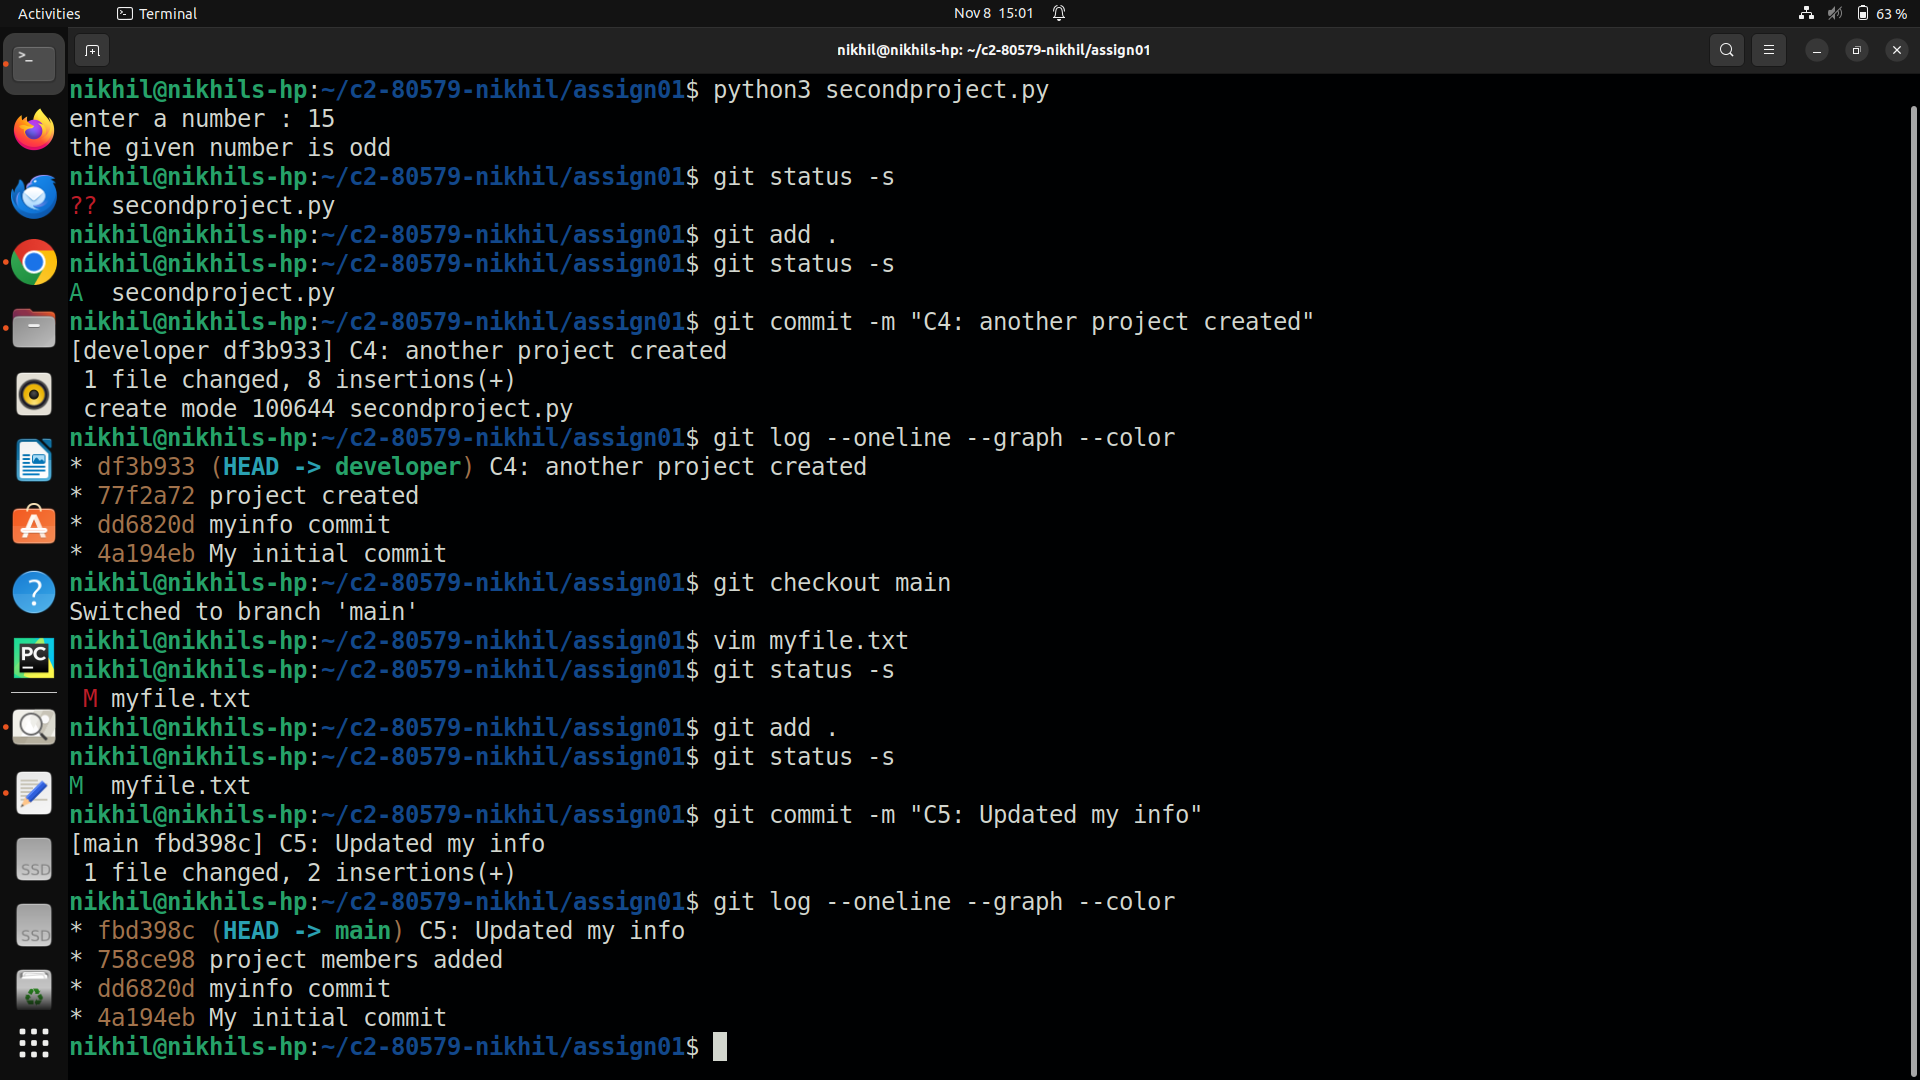 Activities Terminal Nov 8 15:01 63 %
nikhil@nikhils-hp: ~/c2-80579-nikhil/assign01
nikhil@nikhils-hp:~/c2-80579-nikhil/assign01$ python3 secondproject.py
enter a number : 15
the given number is odd
nikhil@nikhils-hp:~/c2-80579-nikhil/assign01$ git status -s
?? secondproject.py
nikhil@nikhils-hp:~/c2-80579-nikhil/assign01$ git add .
nikhil@nikhils-hp:~/c2-80579-nikhil/assign01$ git status -s
A  secondproject.py
nikhil@nikhils-hp:~/c2-80579-nikhil/assign01$ git commit -m "C4: another project created"
[developer df3b933] C4: another project created
 1 file changed, 8 insertions(+)
 create mode 100644 secondproject.py
nikhil@nikhils-hp:~/c2-80579-nikhil/assign01$ git log --oneline --graph --color
* df3b933 (HEAD -> developer) C4: another project created
* 77f2a72 project created
* dd6820d myinfo commit
* 4a194eb My initial commit
nikhil@nikhils-hp:~/c2-80579-nikhil/assign01$ git checkout main
Switched to branch 'main'
nikhil@nikhils-hp:~/c2-80579-nikhil/assign01$ vim myfile.txt
nikhil@nikhils-hp:~/c2-80579-nikhil/assign01$ git status -s
 M myfile.txt
nikhil@nikhils-hp:~/c2-80579-nikhil/assign01$ git add .
nikhil@nikhils-hp:~/c2-80579-nikhil/assign01$ git status -s
M  myfile.txt
nikhil@nikhils-hp:~/c2-80579-nikhil/assign01$ git commit -m "C5: Updated my info"
[main fbd398c] C5: Updated my info
 1 file changed, 2 insertions(+)
nikhil@nikhils-hp:~/c2-80579-nikhil/assign01$ git log --oneline --graph --color
* fbd398c (HEAD -> main) C5: Updated my info
* 758ce98 project members added
* dd6820d myinfo commit
* 4a194eb My initial commit
nikhil@nikhils-hp:~/c2-80579-nikhil/assign01$
>_
?
PC
SSD
SSD